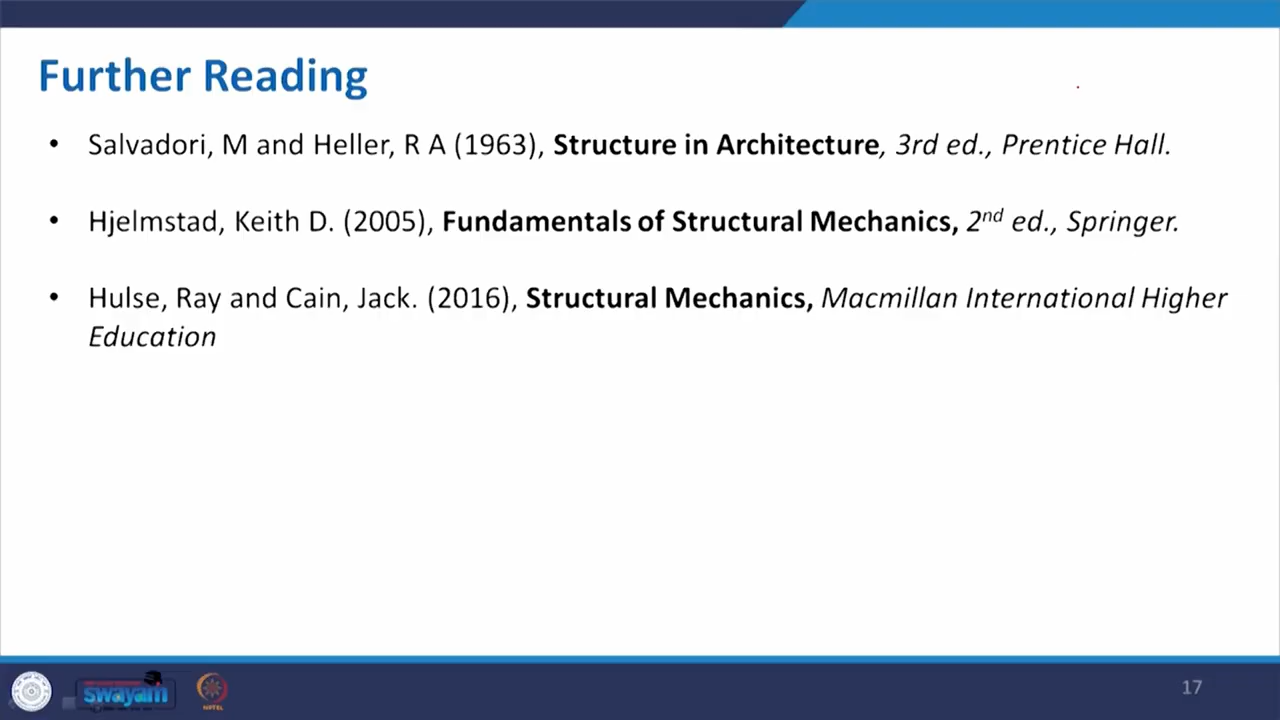 Further Reading
• Salvadori, M and Heller, R A (1963), Structure in Architecture, 3rd ed., Prentice Hall.
• Hjelmstad, Keith D. (2005), Fundamentals of Structural Mechanics, 2nd ed., Springer.
• Hulse, Ray and Cain, Jack. (2016), Structural Mechanics, Macmillan International Higher
Education
swayam
NPTEL
17